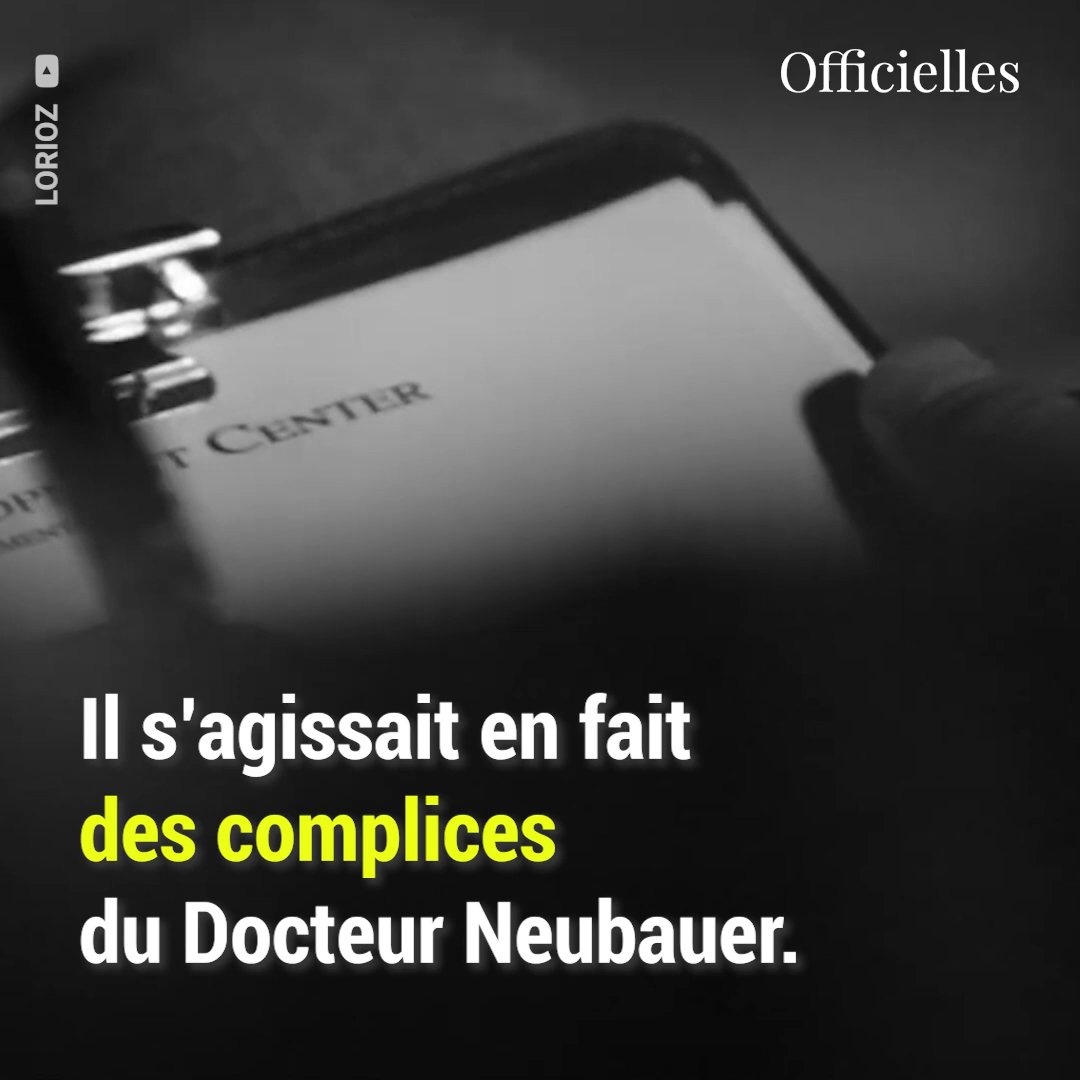 Officielles
LORIOZ
T CENTER
Il s'agissait en fait
des complices
du Docteur Neubauer.